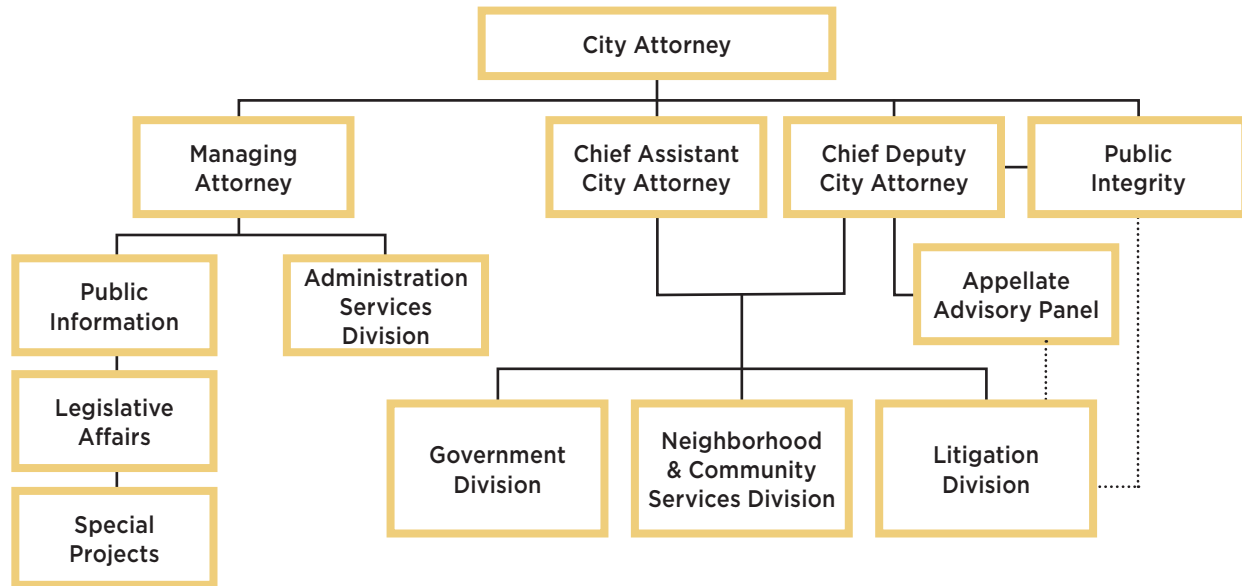 City Attorney
Managing
Attorney
Chief Assistant
City Attorney
Chief Deputy
City Attorney
Public
Integrity
Public
Information
Administration
Services
Division
Appellate
Advisory Panel
Legislative
Affairs
Government
Division
Neighborhood
& Community
Services Division
Litigation
Division
Special
Projects